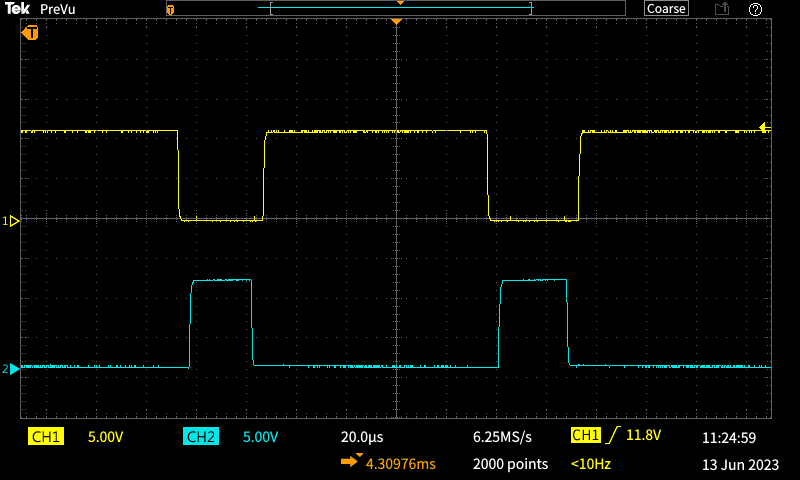 Tek PreVu
T
Coarse
T
1
2
CH1 5.00V CH2 5.00V 20.0µs 6.25MS/s CH1 11.8V 11:24:59
4.30976ms 2000 points <10Hz 13 Jun 2023